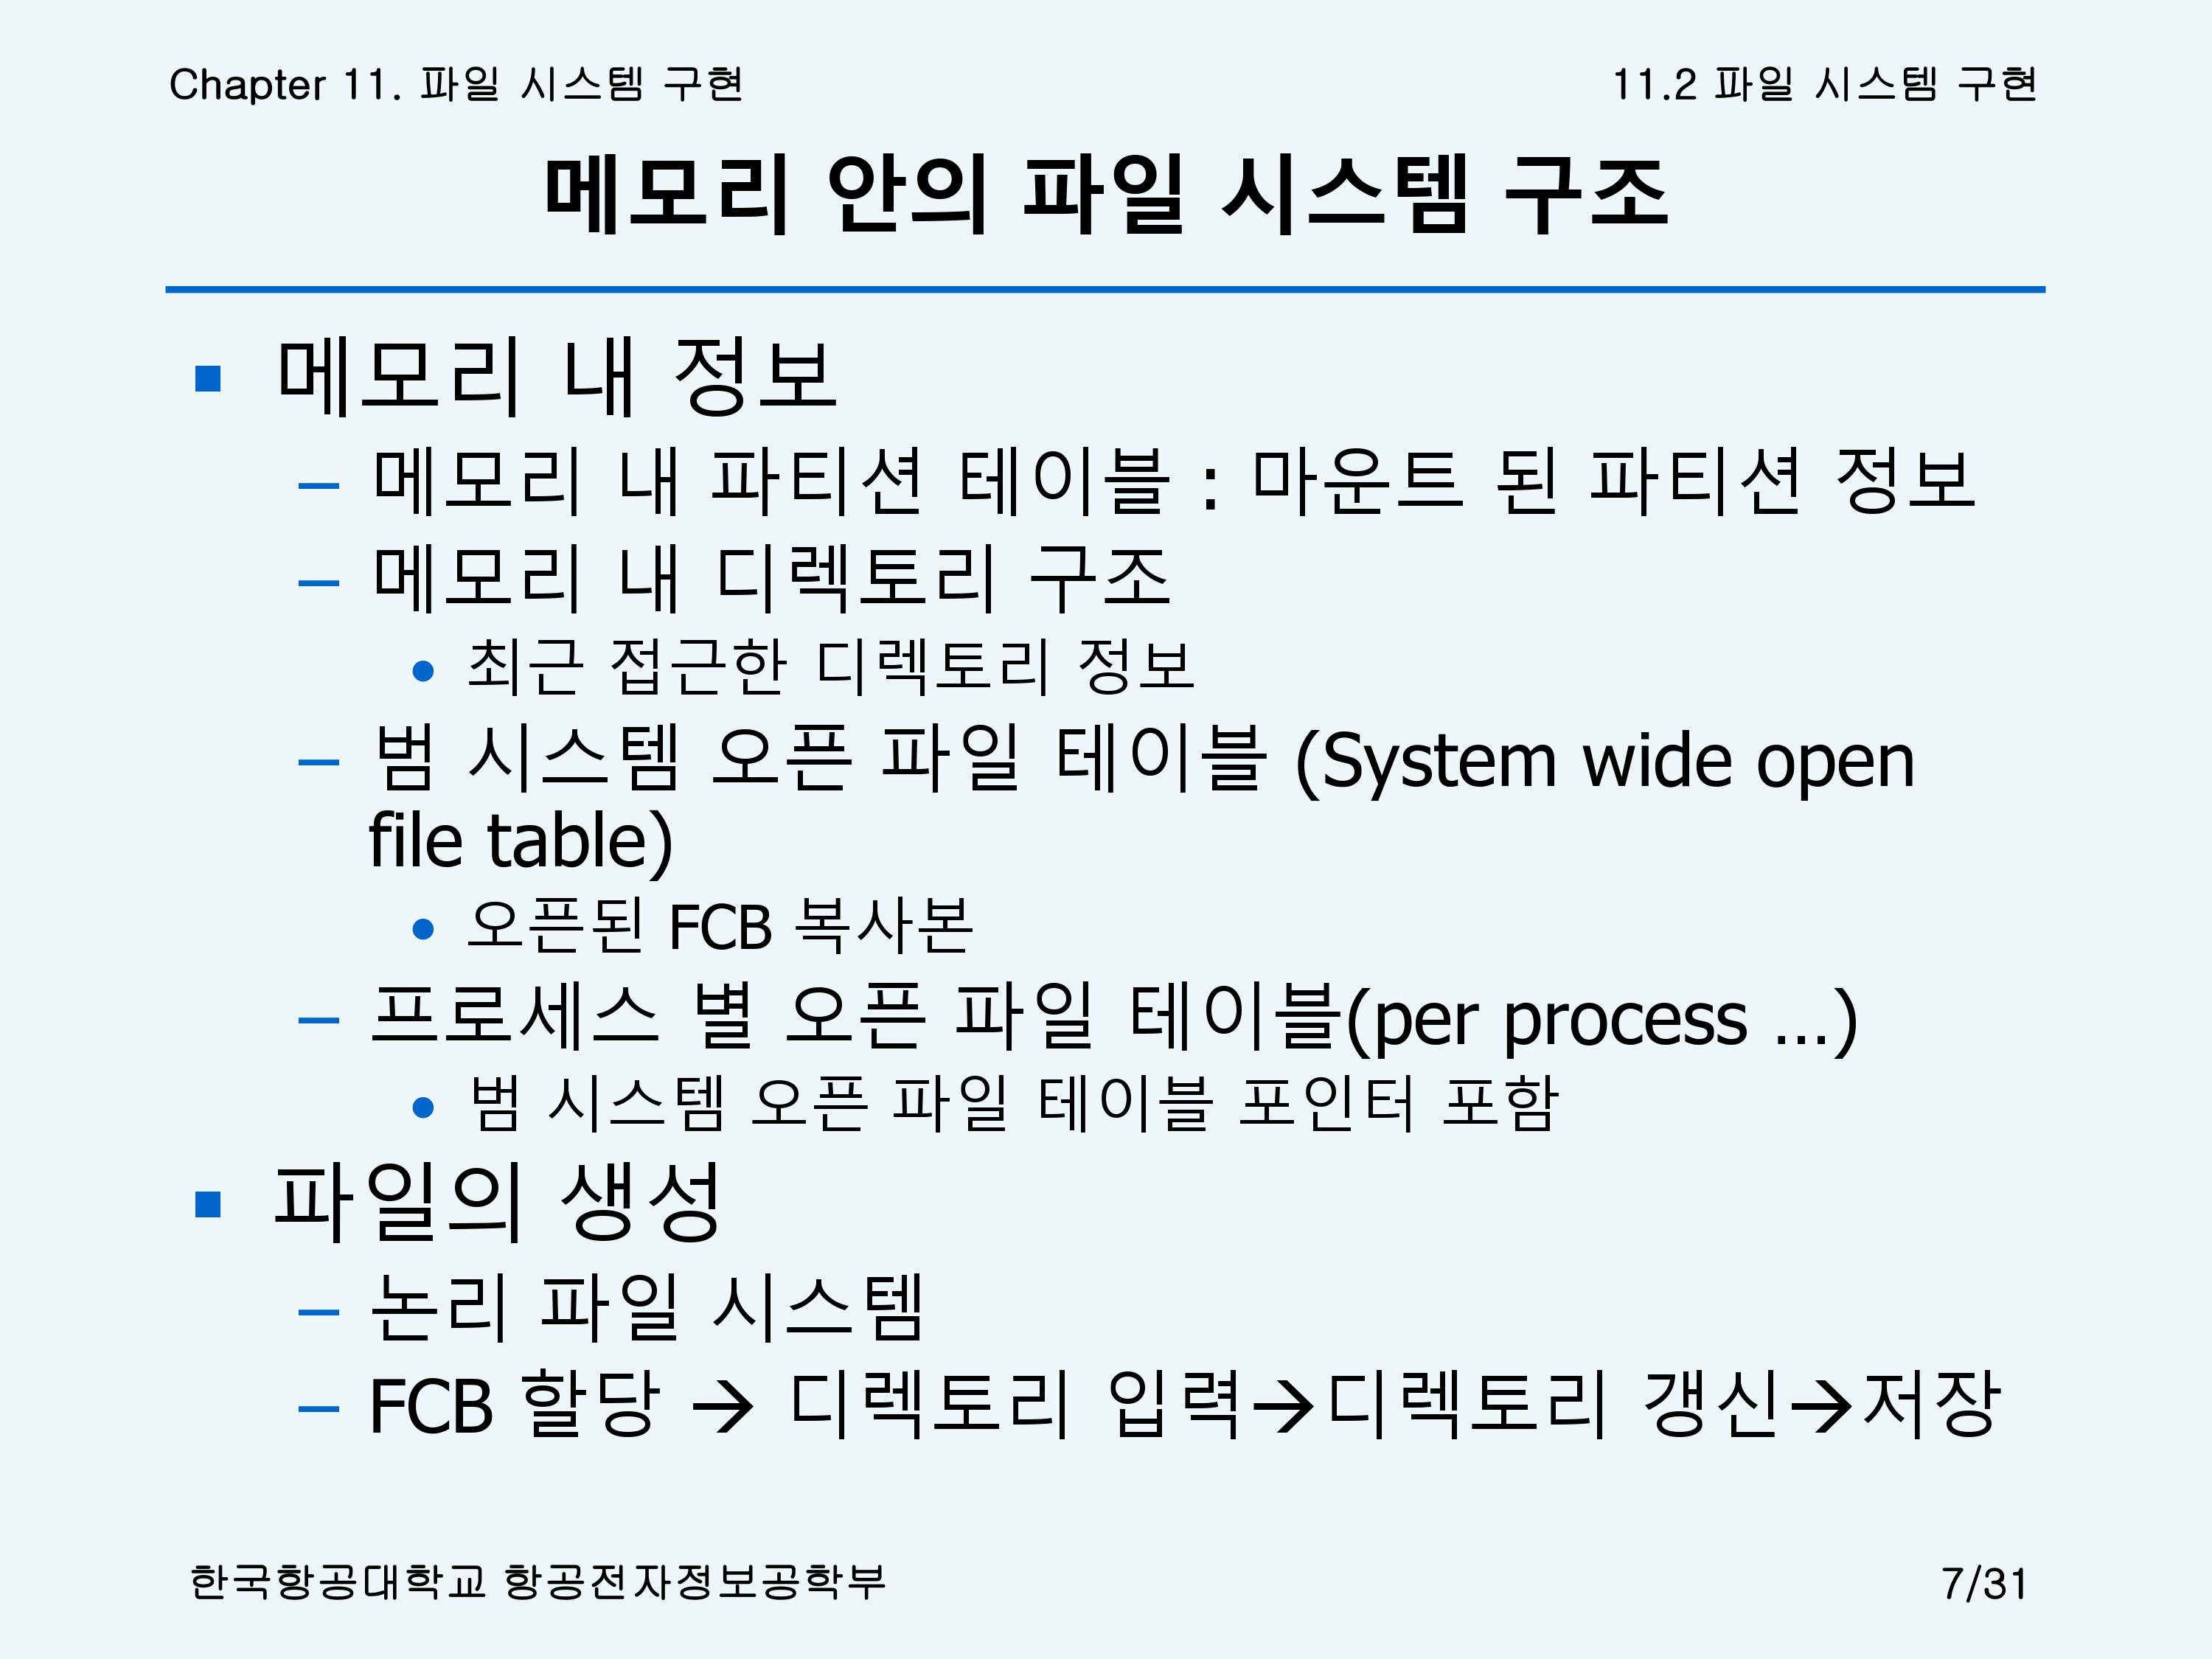 Chapter 11. 파일 시스템 구현
11.2 파일 시스템 구현
메모리 안의 파일 시스템 구조
▪ 메모리 내 정보
– 메모리 내 파티션 테이블 : 마운트 된 파티션 정보
– 메모리 내 디렉토리 구조
• 최근 접근한 디렉토리 정보
– 범 시스템 오픈 파일 테이블 (System wide open
file table)
• 오픈된 FCB 복사본
– 프로세스 별 오픈 파일 테이블(per process …)
• 범 시스템 오픈 파일 테이블 포인터 포함
▪ 파일의 생성
– 논리 파일 시스템
– FCB 할당 → 디렉토리 입력→디렉토리 갱신→저장
한국항공대학교 항공전자정보공학부
7/31